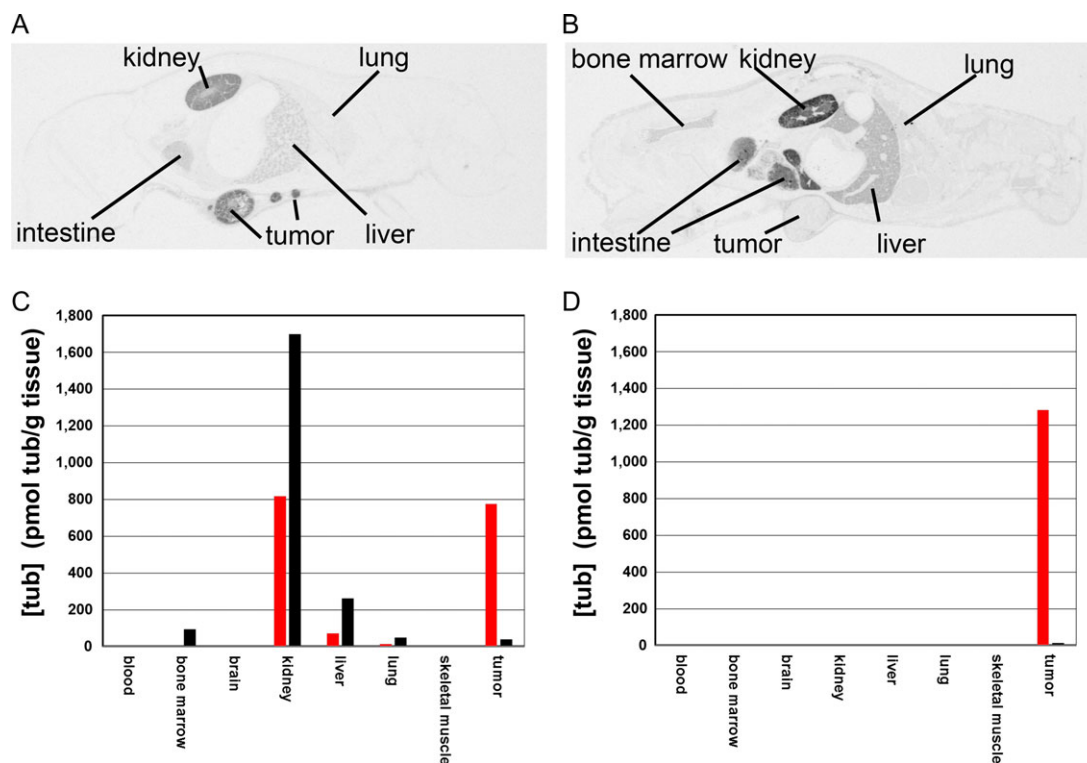 A
kidney
lung
intestine
tumor
liver
B
bone marrow kidney
lung
intestine
tumor
liver
C
[tub] (pmol tub/g tissue)
1,800
1,600
1,400
1,200
1,000
800
600
400
200
0
blood
bone marrow
brain
kidney
liver
lung
skeletal muscle
tumor
D
[tub] (pmol tub/g tissue)
1,800
1,600
1,400
1,200
1,000
800
600
400
200
0
blood
bone marrow
brain
kidney
liver
lung
skeletal muscle
tumor